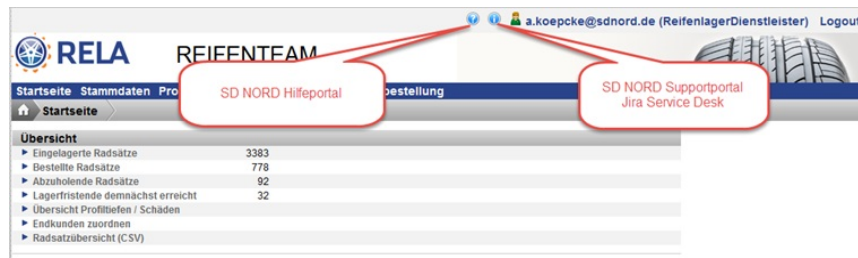 a.koepcke@sdnord.de (ReifenlagerDienstleister) Logout
RELA REIFENTEAM
SD NORD Hilfeportal
SD NORD Supportportal
Jira Service Desk
Startseite Stammdaten
Startseite
Übersicht
Eingelagerte Radsätze 3383
Bestellte Radsätze 778
Abzuholende Radsätze 92
Lagerfristende demnächst erreicht 32
Übersicht Profiltiefen / Schäden
Endkunden zuordnen
Radsatzübersicht (CSV)